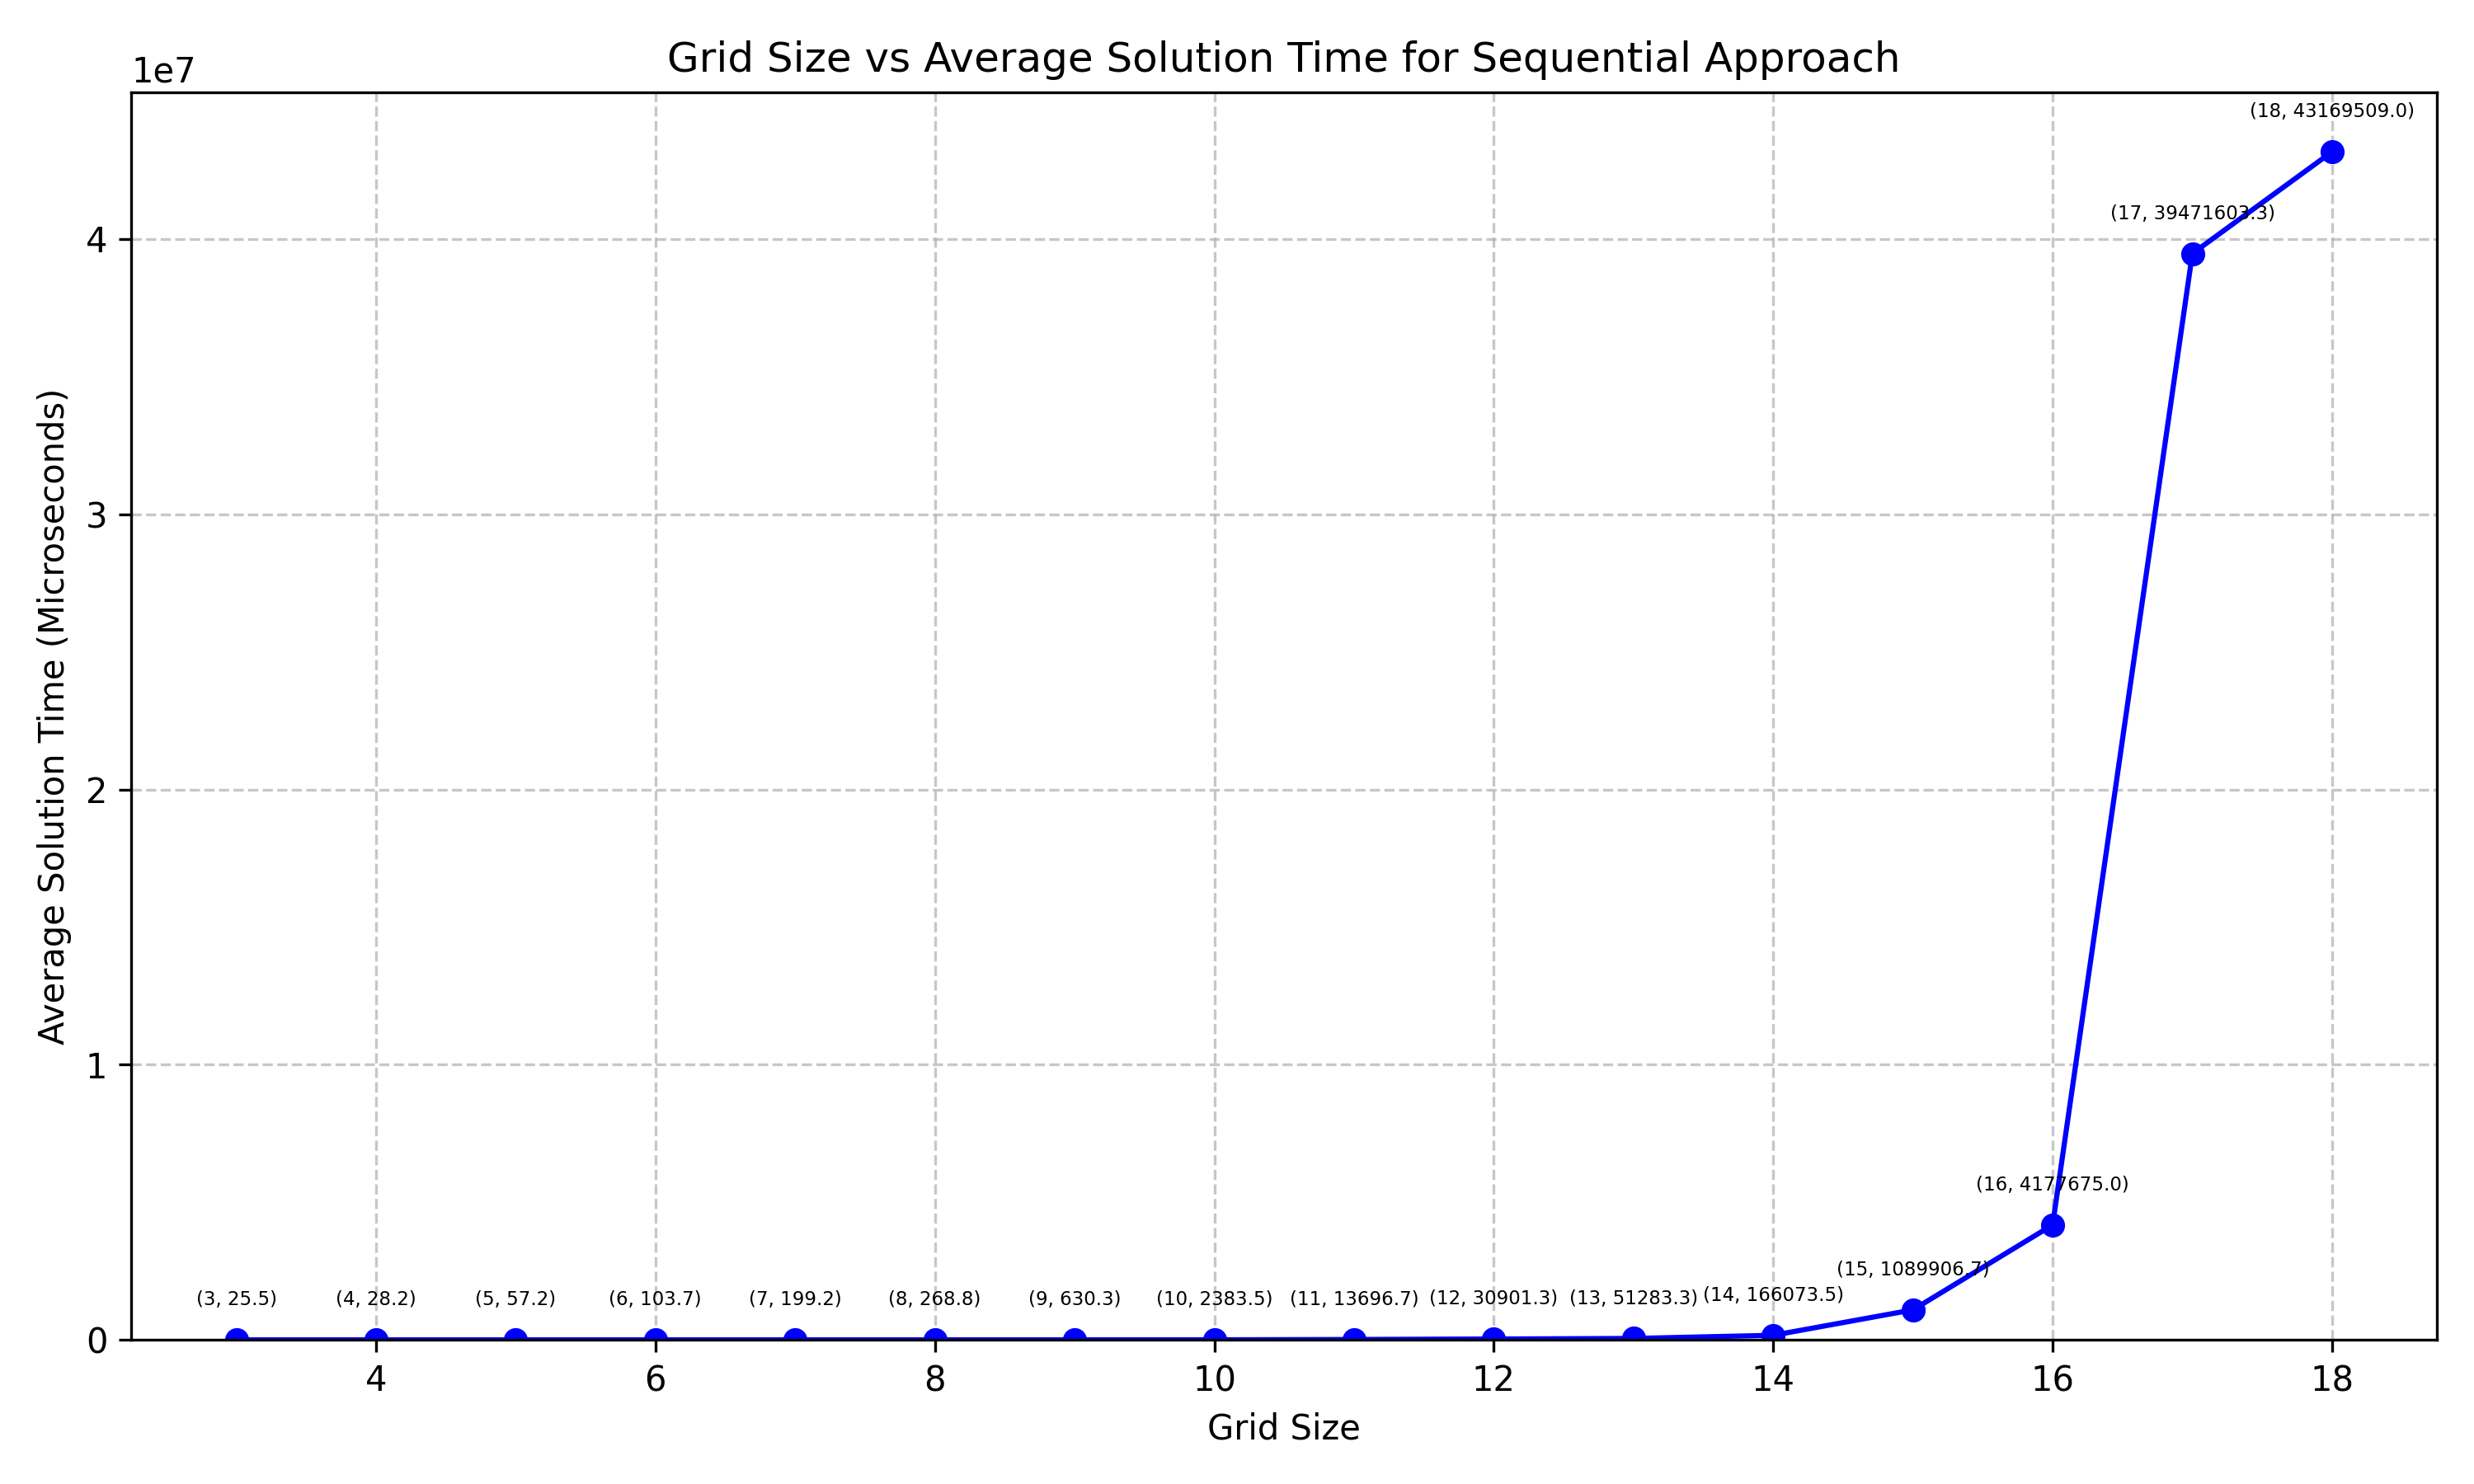 Grid Size vs Average Solution Time for Sequential Approach
1e7
(18, 43169509.0)
(17, 39471603.3)
4
3
2
1
0
Average Solution Time (Microseconds)
(16, 4177675.0)
(15, 1089906.7)
(3, 25.5) (4, 28.2) (5, 57.2) (6, 103.7) (7, 199.2) (8, 268.8) (9, 630.3) (10, 2383.5) (11, 13696.7) (12, 30901.3) (13, 51283.3) (14, 166073.5)
4 6 8 10 12 14 16 18
Grid Size